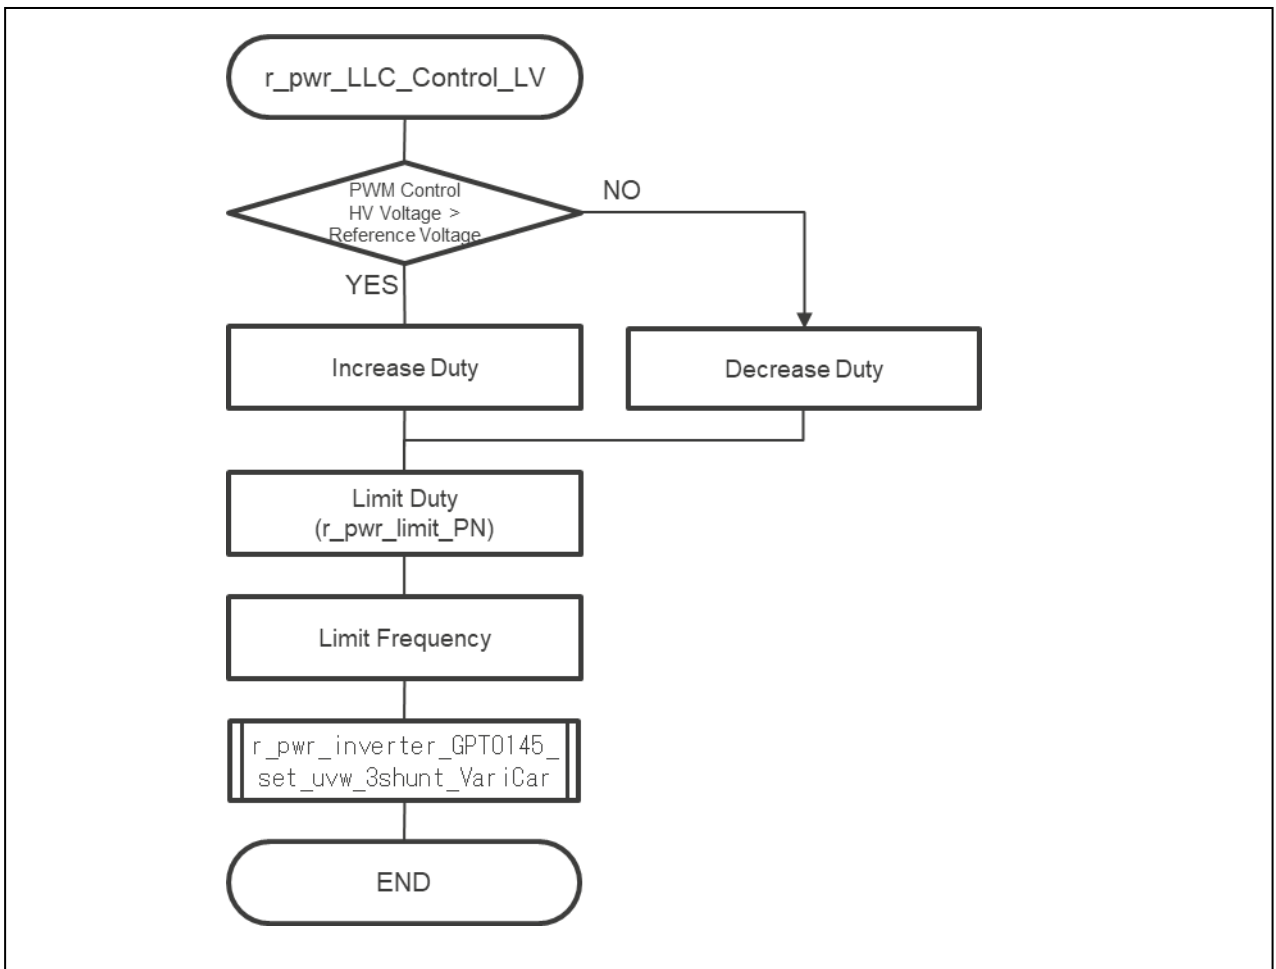 r_pwr_LLC_Control_LV
PWM Control
HV Voltage >
Reference Voltage
NO
YES
Increase Duty
Decrease Duty
Limit Duty
(r_pwr_limit_PN)
Limit Frequency
r_pwr_inverter_GPT0145_
set_uvw_3shunt_VariCar
END